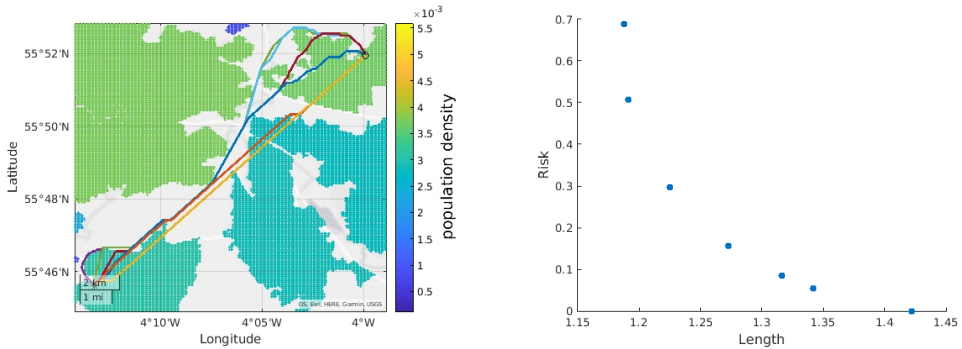 ×10⁻³
55°52'N
55°50'N
55°48'N
55°46'N
Latitude
2 km
1 mi
OS, Esri, HERE, Garmin, USGS
4°10'W
4°05'W
4°W
Longitude
5.5
5
4.5
4
3.5
3
2.5
2
1.5
1
0.5
population density
0.7
0.6
0.5
0.4
0.3
0.2
0.1
0
Risk
1.15
1.2
1.25
1.3
1.35
1.4
1.45
Length